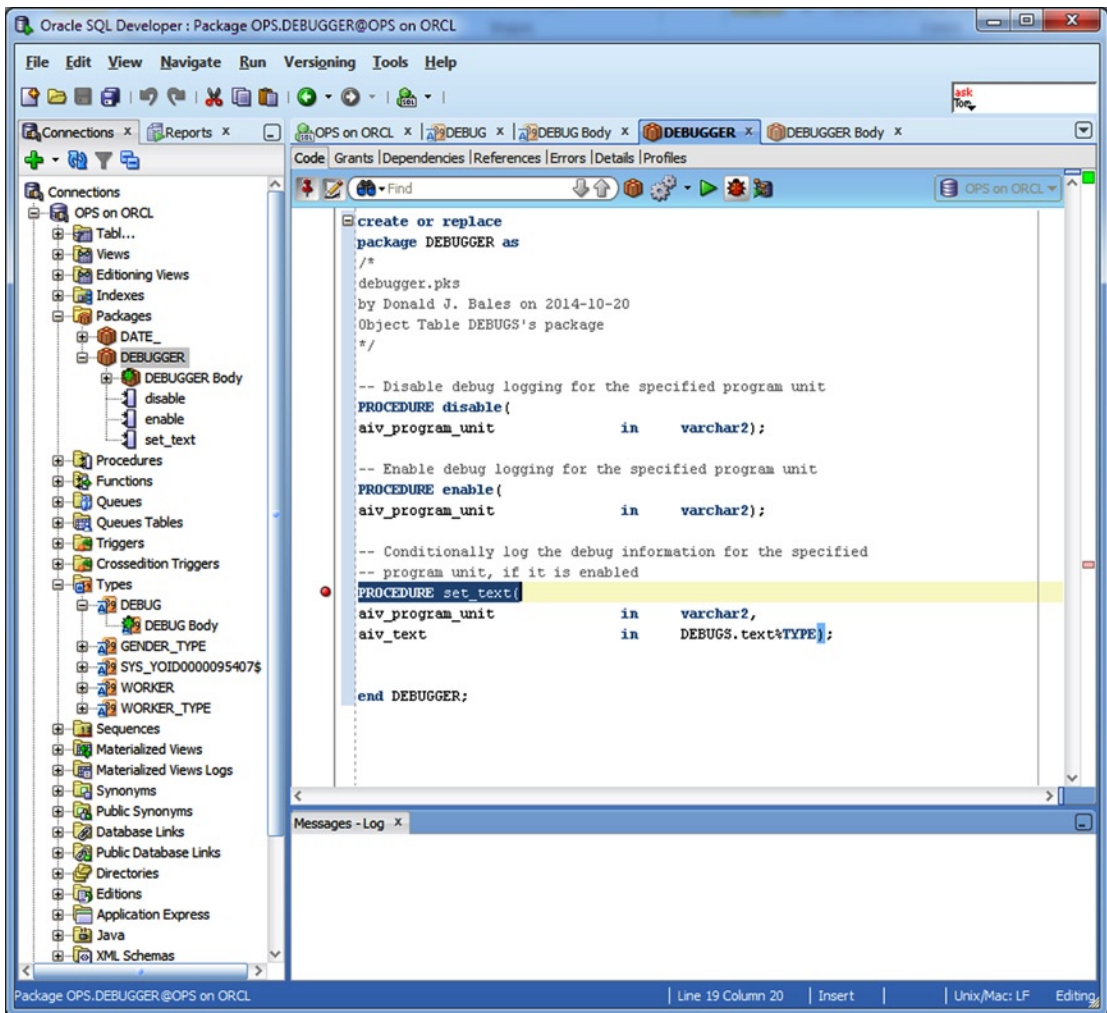 Oracle SQL Developer : Package OPS.DEBUGGER@OPS on ORCL
File Edit View Navigate Run Versioning Tools Help
ask
Tom
Connections x Reports x
OPS on ORCL x DEBUG x DEBUG Body x DEBUGGER x DEBUGGER Body x
Code Grants Dependencies References Errors Details Profiles
Find
OPS on ORCL
Connections
OPS on ORCL
Tabl...
Views
Editioning Views
Indexes
Packages
DATE_
DEBUGGER
DEBUGGER Body
disable
enable
set_text
Procedures
Functions
Queues
Queues Tables
Triggers
Crossedition Triggers
Types
DEBUG
DEBUG Body
GENDER_TYPE
SYS_YOID0000095407$
WORKER
WORKER_TYPE
Sequences
Materialized Views
Materialized Views Logs
Synonyms
Public Synonyms
Database Links
Public Database Links
Directories
Editions
Application Express
Java
XML Schemas
create or replace
package DEBUGGER as
/*
debugger.pks
by Donald J. Bales on 2014-10-20
Object Table DEBUGS's package
*/
-- Disable debug logging for the specified program unit
PROCEDURE disable(
aiv_program_unit in varchar2);
-- Enable debug logging for the specified program unit
PROCEDURE enable(
aiv_program_unit in varchar2);
-- Conditionally log the debug information for the specified
-- program unit, if it is enabled
PROCEDURE set_text(
aiv_program_unit in varchar2,
aiv_text in DEBUGS.text%TYPE);
end DEBUGGER;
Messages - Log x
Package OPS.DEBUGGER@OPS on ORCL Line 19 Column 20 Insert Unix/Mac: LF Editing